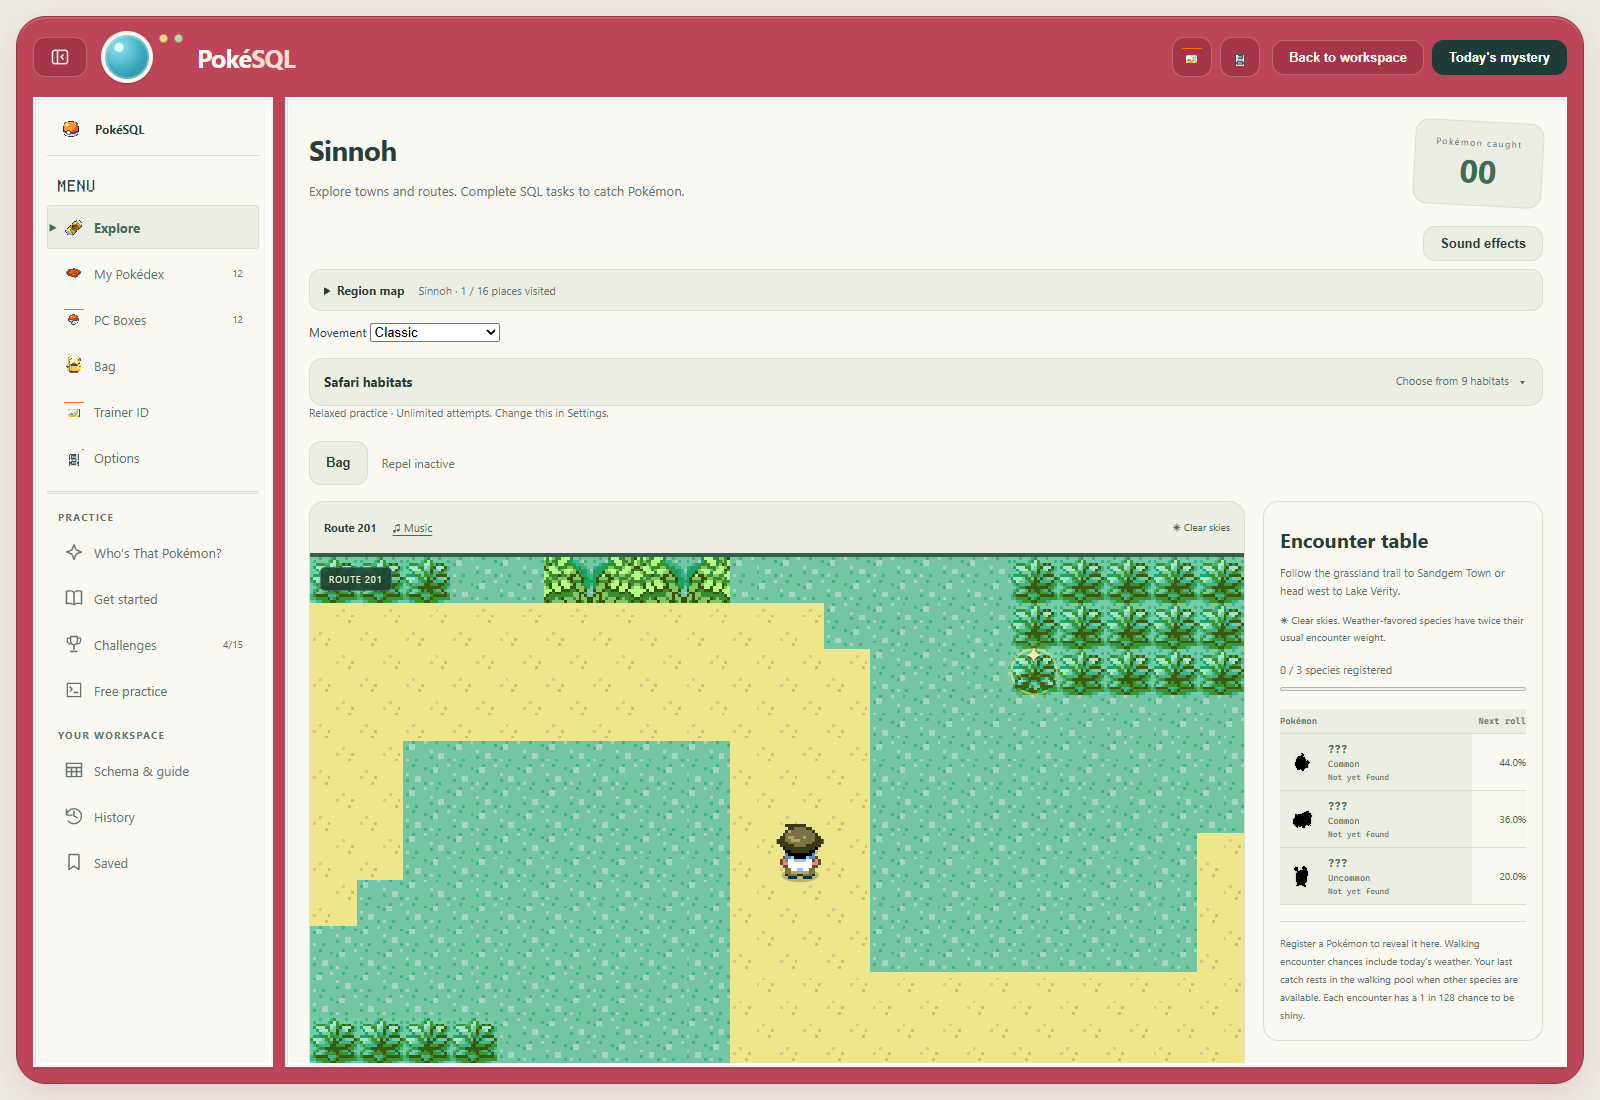 PokéSQL
Back to workspace
Today's mystery
PokéSQL
MENU
Explore
My Pokédex 12
PC Boxes 12
Bag
Trainer ID
Options
PRACTICE
Who's That Pokémon?
Get started
Challenges 4/15
Free practice
YOUR WORKSPACE
Schema & guide
History
Saved
Sinnoh
Explore towns and routes. Complete SQL tasks to catch Pokémon.
Pokémon caught
00
Sound effects
Region map Sinnoh · 1 / 16 places visited
Movement Classic
Safari habitats Choose from 9 habitats
Relaxed practice · Unlimited attempts. Change this in Settings.
Bag Repel inactive
Route 201 ♫ Music ☀ Clear skies
ROUTE 201
Encounter table
Follow the grassland trail to Sandgem Town or
head west to Lake Verity.
☀ Clear skies. Weather-favored species have twice their
usual encounter weight.
0 / 3 species registered
Pokémon Next roll
???
Common 44.0%
Not yet found
???
Common 36.0%
Not yet found
???
Uncommon 20.0%
Not yet found
Register a Pokémon to reveal it here. Walking
encounter chances include today's weather. Your last
catch rests in the walking pool when other species are
available. Each encounter has a 1 in 128 chance to be
shiny.